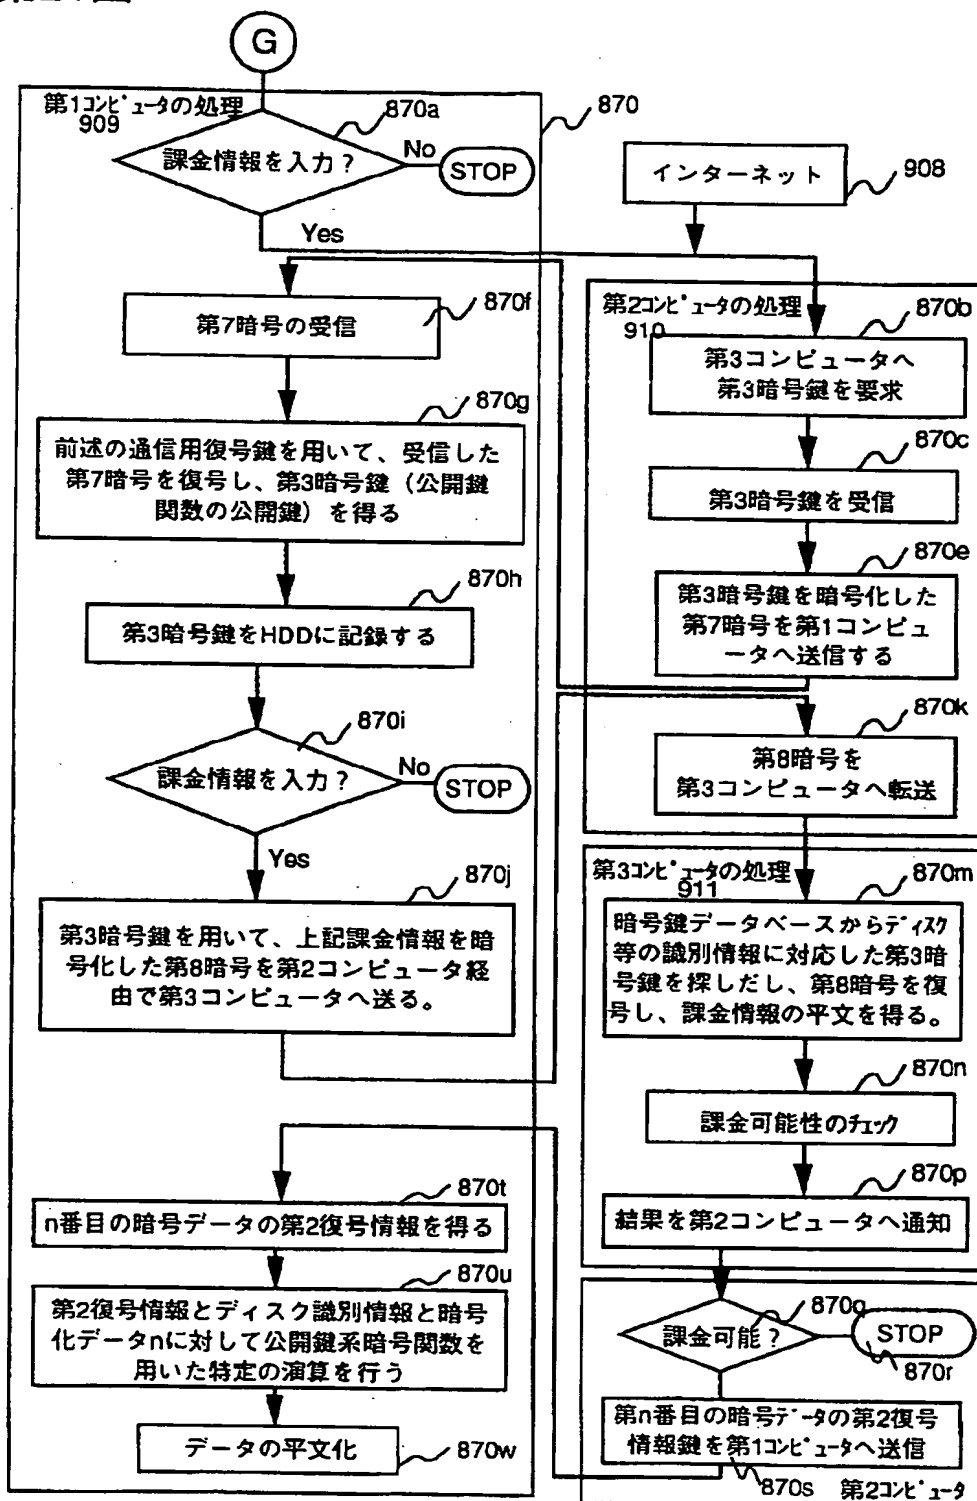 G
第1コンピュータの処理
909
870a
870
課金情報を入力？
No
STOP
Yes
インターネット
908
870f
第7暗号の受信
第2コンピュータの処理
910
870b
第3コンピュータへ
第3暗号鍵を要求
870g
前述の通信用復号鍵を用いて、受信した
第7暗号を復号し、第3暗号鍵（公開鍵
関数の公開鍵）を得る
870c
第3暗号鍵を受信
870e
第3暗号鍵を暗号化した
第7暗号を第1コンピュ
ータへ送信する
870h
第3暗号鍵をHDDに記録する
870i
課金情報を入力？
No
STOP
Yes
870k
第8暗号を
第3コンピュータへ転送
870j
第3暗号鍵を用いて、上記課金情報を暗
号化した第8暗号を第2コンピュータ経
由で第3コンピュータへ送る。
第3コンピュータの処理
911
870m
暗号鍵データベースからディスク
等の識別情報に対応した第3暗
号鍵を探しだし、第8暗号を復
号し、課金情報の平文を得る。
870n
課金可能性のチェック
870p
結果を第2コンピュータへ通知
870t
n番目の暗号データの第2復号情報を得る
870u
第2復号情報とディスク識別情報と暗号
化データnに対して公開鍵系暗号関数を
用いた特定の演算を行う
データの平文化
870w
870q
課金可能？
STOP
870r
第n番目の暗号データの第2復号
情報鍵を第1コンピュータへ送信
870s
第2コンピュータ